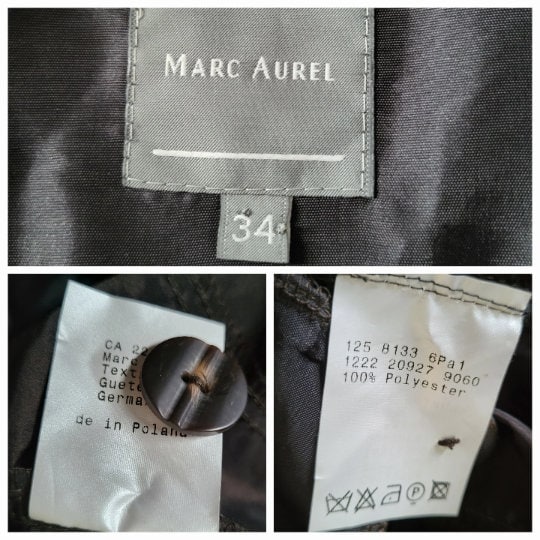 MARC AUREL
34
CA 22
Marc
Text
Guete
Germa
de in Poland
125 8133 6Pa1
1222 20927 9060
100% Polyester
P